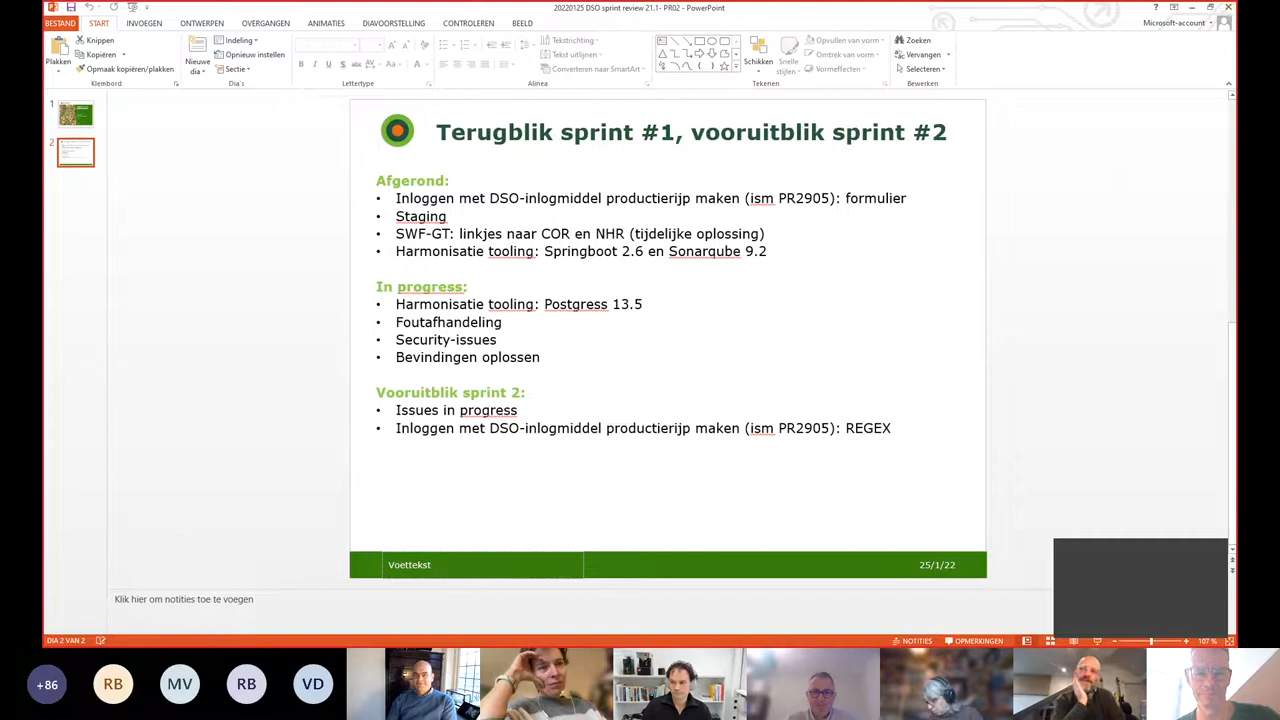 20220125 DSO sprint review 21.1- PR02 - PowerPoint
BESTAND START INVOEGEN ONTWERPEN OVERGANGEN ANIMATIES DIAVOORSTELLING CONTROLEREN BEELD Microsoft-account
Plakken
Knippen
Kopiëren
Opmaak kopiëren/plakken
Klembord
Nieuwe dia
Indeling
Opnieuw instellen
Sectie
Dia's
Lettertype
Tekstrichting
Tekst uitlijnen
Converteren naar SmartArt
Alinea
Schikken
Snelle stijlen
Opvullen van vorm
Omtrek van vorm
Vormeffecten
Tekenen
Zoeken
Vervangen
Selecteren
Bewerken
1
2
Terugblik sprint #1, vooruitblik sprint #2
Afgerond:
• Inloggen met DSO-inlogmiddel productierijp maken (ism PR2905): formulier
• Staging
• SWF-GT: linkjes naar COR en NHR (tijdelijke oplossing)
• Harmonisatie tooling: Springboot 2.6 en Sonarqube 9.2
In progress:
• Harmonisatie tooling: Postgress 13.5
• Foutafhandeling
• Security-issues
• Bevindingen oplossen
Vooruitblik sprint 2:
• Issues in progress
• Inloggen met DSO-inlogmiddel productierijp maken (ism PR2905): REGEX
Voettekst 25/1/22
Klik hier om notities toe te voegen
DIA 2 VAN 2 NOTITIES OPMERKINGEN 107 %
+86 RB MV RB VD